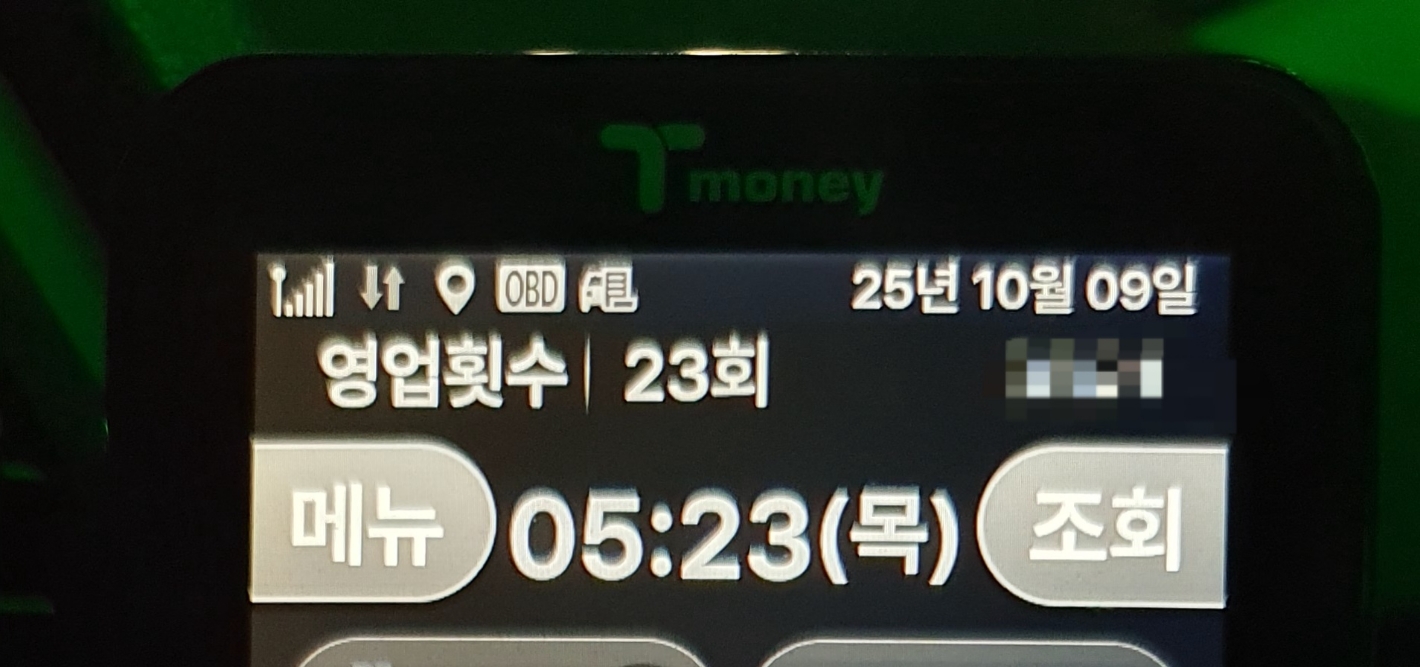 Tmoney
OBD 25년 10월 09일
영업횟수 23회
메뉴 05:23(목) 조회